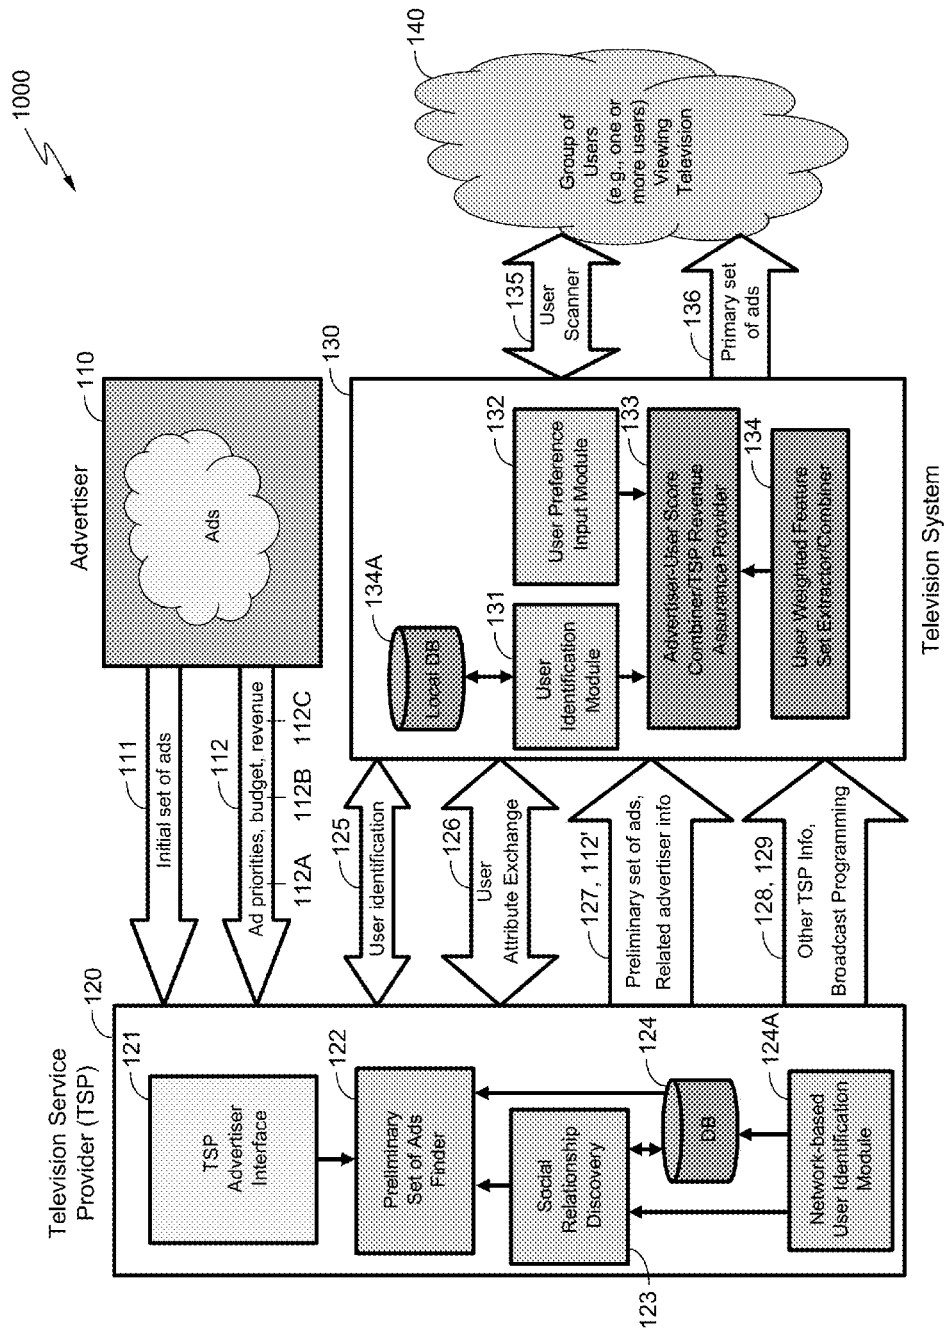 1000
Television Service
Provider (TSP)
120
121
TSP
Advertiser
Interface
122
Preliminary
Set of Ads
Finder
Social
Relationship
Discovery
123
124
DB
124A
Network-based
User Identification
Module
111
Initial set of ads
112
Ad priorities, budget, revenue
112A
112B
112C
Advertiser
110
Ads
125
User identification
126
User
Attribute Exchange
127, 112'
Preliminary set of ads,
Related advertiser info
128, 129
Other TSP Info,
Broadcast Programming
130
134A
Local DB
131
User
Identification
Module
132
User Preference
Input Module
133
Advertiser-User Score
Combiner/TSP Revenue
Assurance Provider
134
User Weighted Feature
Set Extractor/Combiner
Television System
135
User
Scanner
136
Primary set
of ads
140
Group of
Users
(e.g., one or
more users)
Viewing
Television